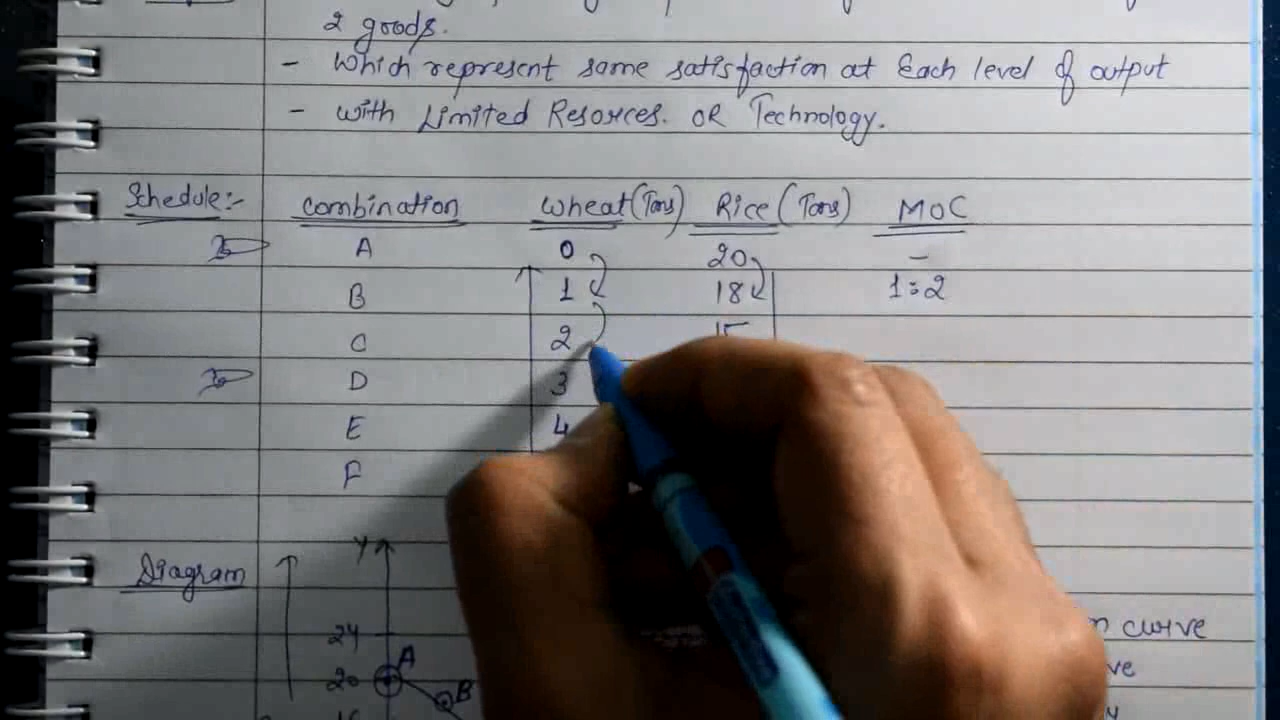 2 goods.
- Which represent same satisfaction at Each level of output
- with Limited Resorces. OR Technology.
Schedule:- Combination Wheat (Tons) Rice (Tons) MOC
A 0 20 -
B 1 18 1:2
C 2 15
D 3
E 4
F
Diagram Y
24 curve
20 A
B